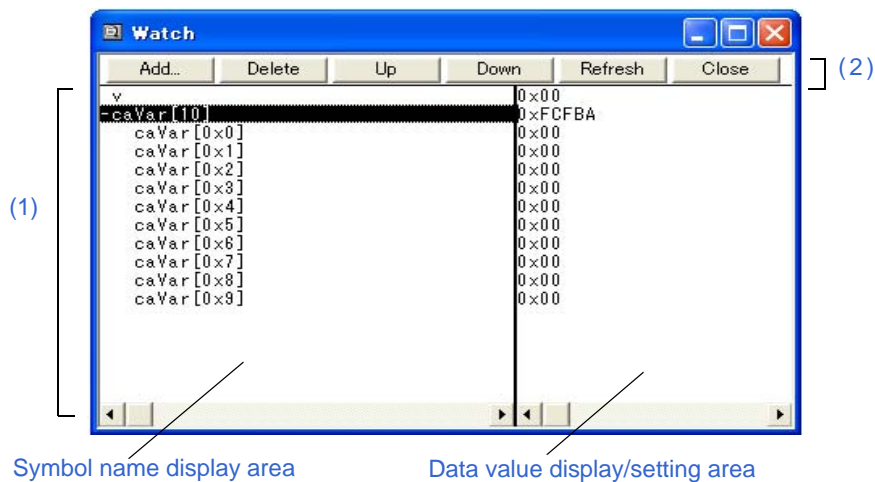 Watch
Add... Delete Up Down Refresh Close
(2)
v 0x00
-caVar[10] 0xFCFBA
caVar[0x0] 0x00
caVar[0x1] 0x00
caVar[0x2] 0x00
caVar[0x3] 0x00
(1)
caVar[0x4] 0x00
caVar[0x5] 0x00
caVar[0x6] 0x00
caVar[0x7] 0x00
caVar[0x8] 0x00
caVar[0x9] 0x00
Symbol name display area
Data value display/setting area